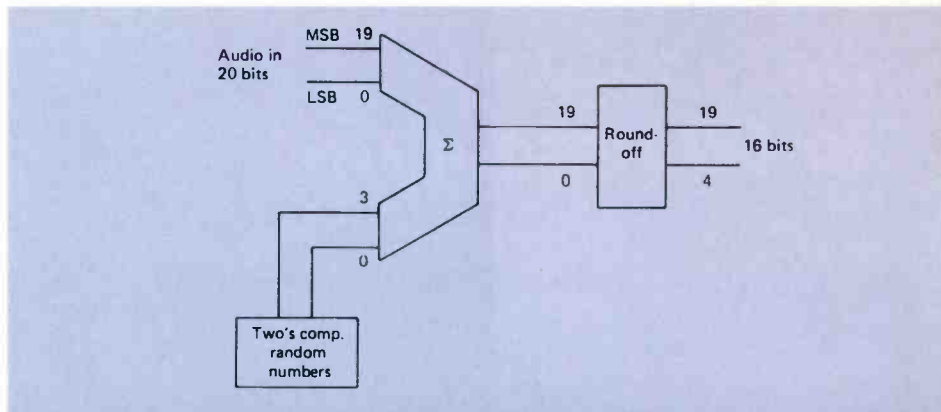 MSB 19
Audio in
20 bits
LSB 0
Σ
19
0
Round-
off
19
16 bits
4
3
0
Two's comp.
random
numbers